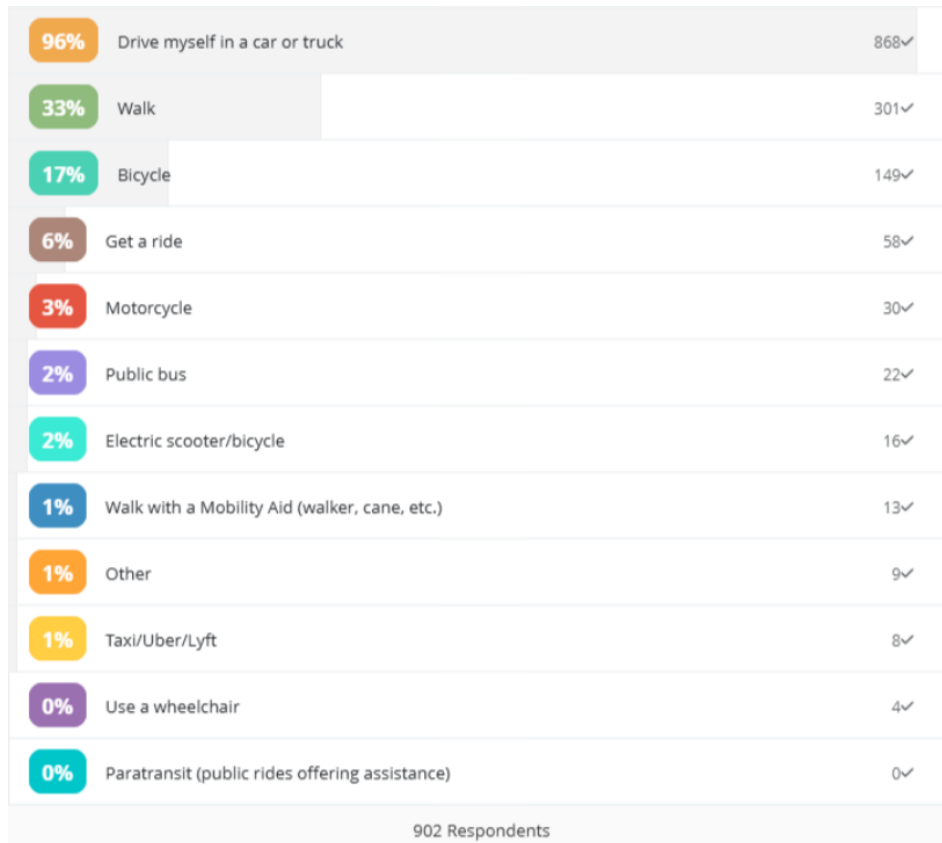 96% Drive myself in a car or truck 868✓
33% Walk 301✓
17% Bicycle 149✓
6% Get a ride 58✓
3% Motorcycle 30✓
2% Public bus 22✓
2% Electric scooter/bicycle 16✓
1% Walk with a Mobility Aid (walker, cane, etc.) 13✓
1% Other 9✓
1% Taxi/Uber/Lyft 8✓
0% Use a wheelchair 4✓
0% Paratransit (public rides offering assistance) 0✓
902 Respondents